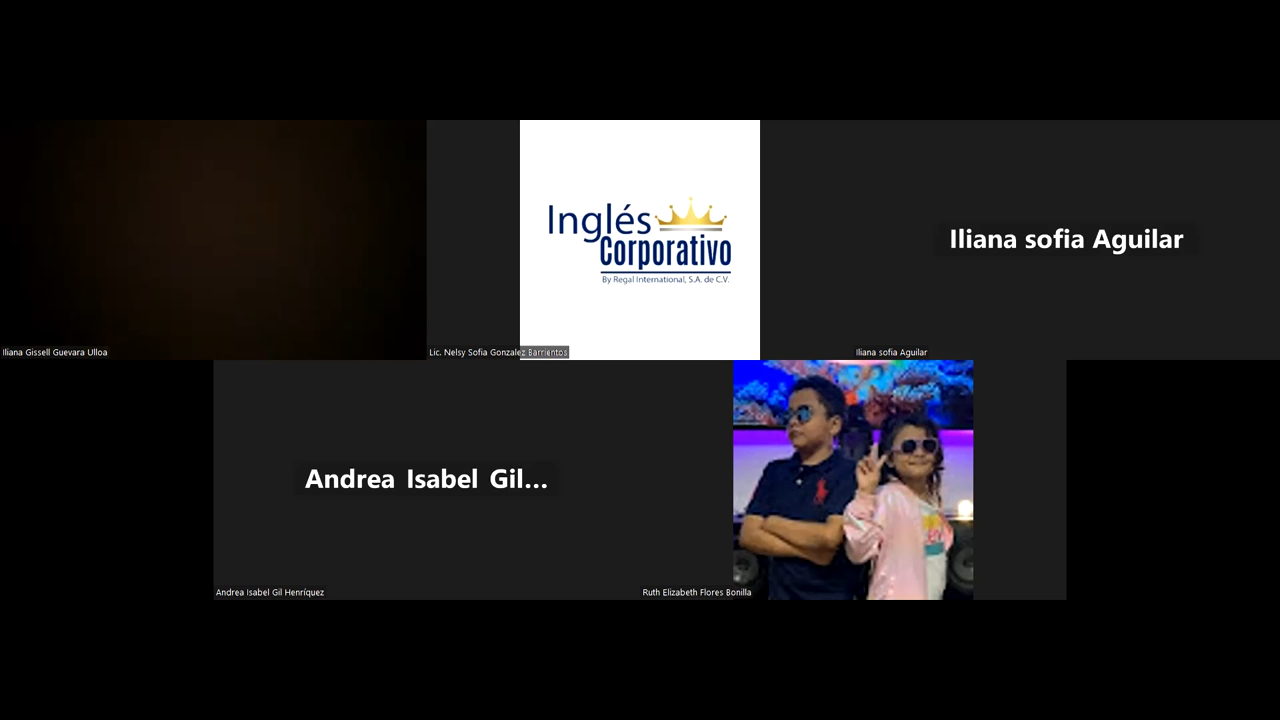 Inglés
Corporativo
By Regal International, S.A. de C.V.
Iliana sofia Aguilar
Iliana Gissell Guevara Ulloa
Lic. Nelsy Sofia Gonzalez Barrientos
Iliana sofia Aguilar
Andrea Isabel Gil...
Andrea Isabel Gil Henríquez
Ruth Elizabeth Flores Bonilla